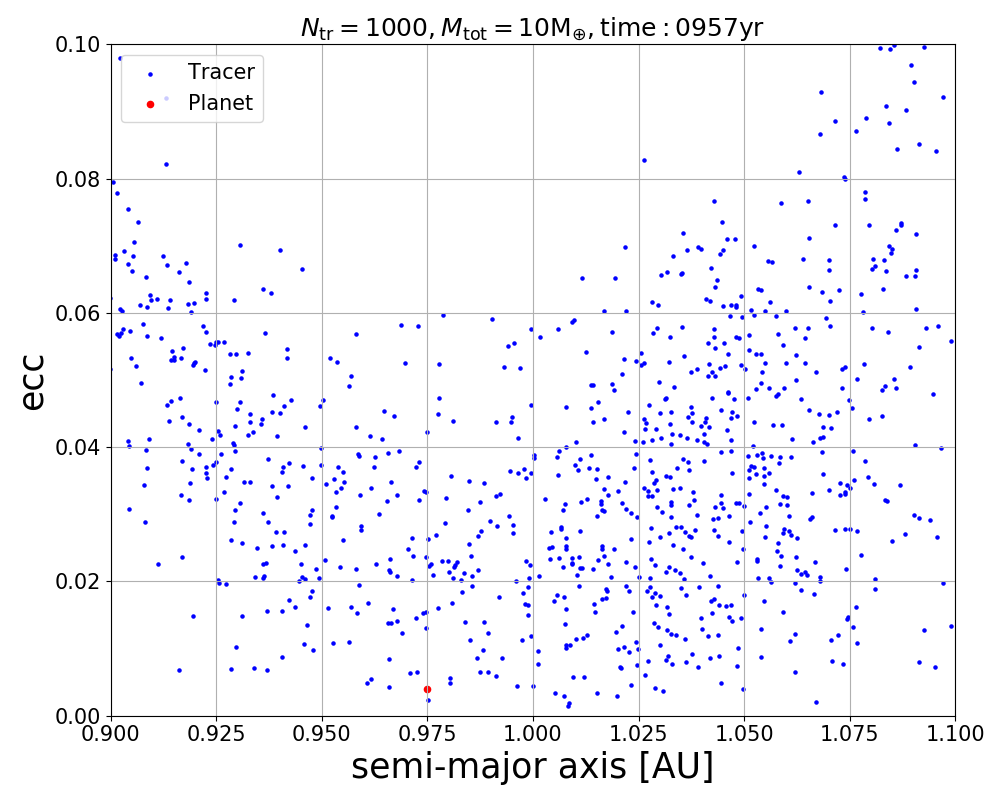 N_tr = 1000, M_tot = 10M_⊕, time : 0957yr
Tracer
Planet
ecc
0.10
0.08
0.06
0.04
0.02
0.00
0.900 0.925 0.950 0.975 1.000 1.025 1.050 1.075 1.100
semi-major axis [AU]